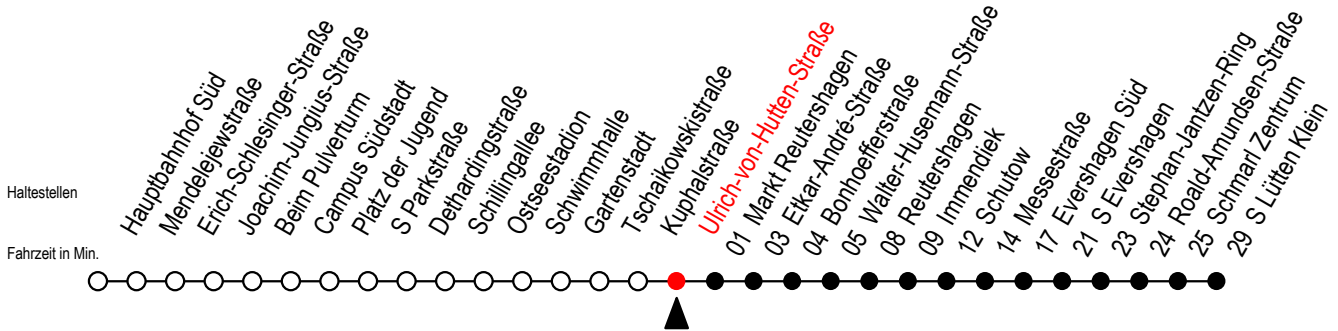 Haltestellen
Fahrzeit in Min.
Hauptbahnhof Süd
Mendelejewstraße
Erich-Schlesinger-Straße
Joachim-Jungius-Straße
Beim Pulverturm
Campus Südstadt
Platz der Jugend
S Parkstraße
Dethardingstraße
Schillingallee
Ostseestadion
Schwimmhalle
Gartenstadt
Tschaikowskistraße
Kuphalstraße
Ulrich-von-Hutten-Straße
01 Markt Reutershagen
03 Etkar-André-Straße
04 Bonhoefferstraße
05 Walter-Husemann-Straße
08 Reutershagen
09 Immendiek
12 Schutow
14 Messestraße
17 Evershagen Süd
21 S Evershagen
23 Stephan-Jantzen-Ring
24 Roald-Amundsen-Straße
25 Schmarl Zentrum
29 S Lütten Klein